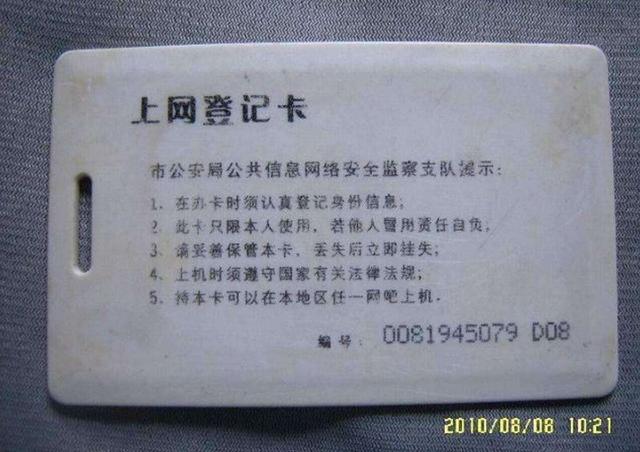 上网登记卡
市公安局公共信息网络安全监察支队提示:
1、在办卡时须认真登记身份信息;
2、此卡只限本人使用，若他人冒用责任自负;
3、请妥善保管本卡，丢失后立即挂失;
4、上机时须遵守国家有关法律法规;
5、持本卡可以在本地区任一网吧上机.
编号: 0081945079 D08
2010/08/08 10:21